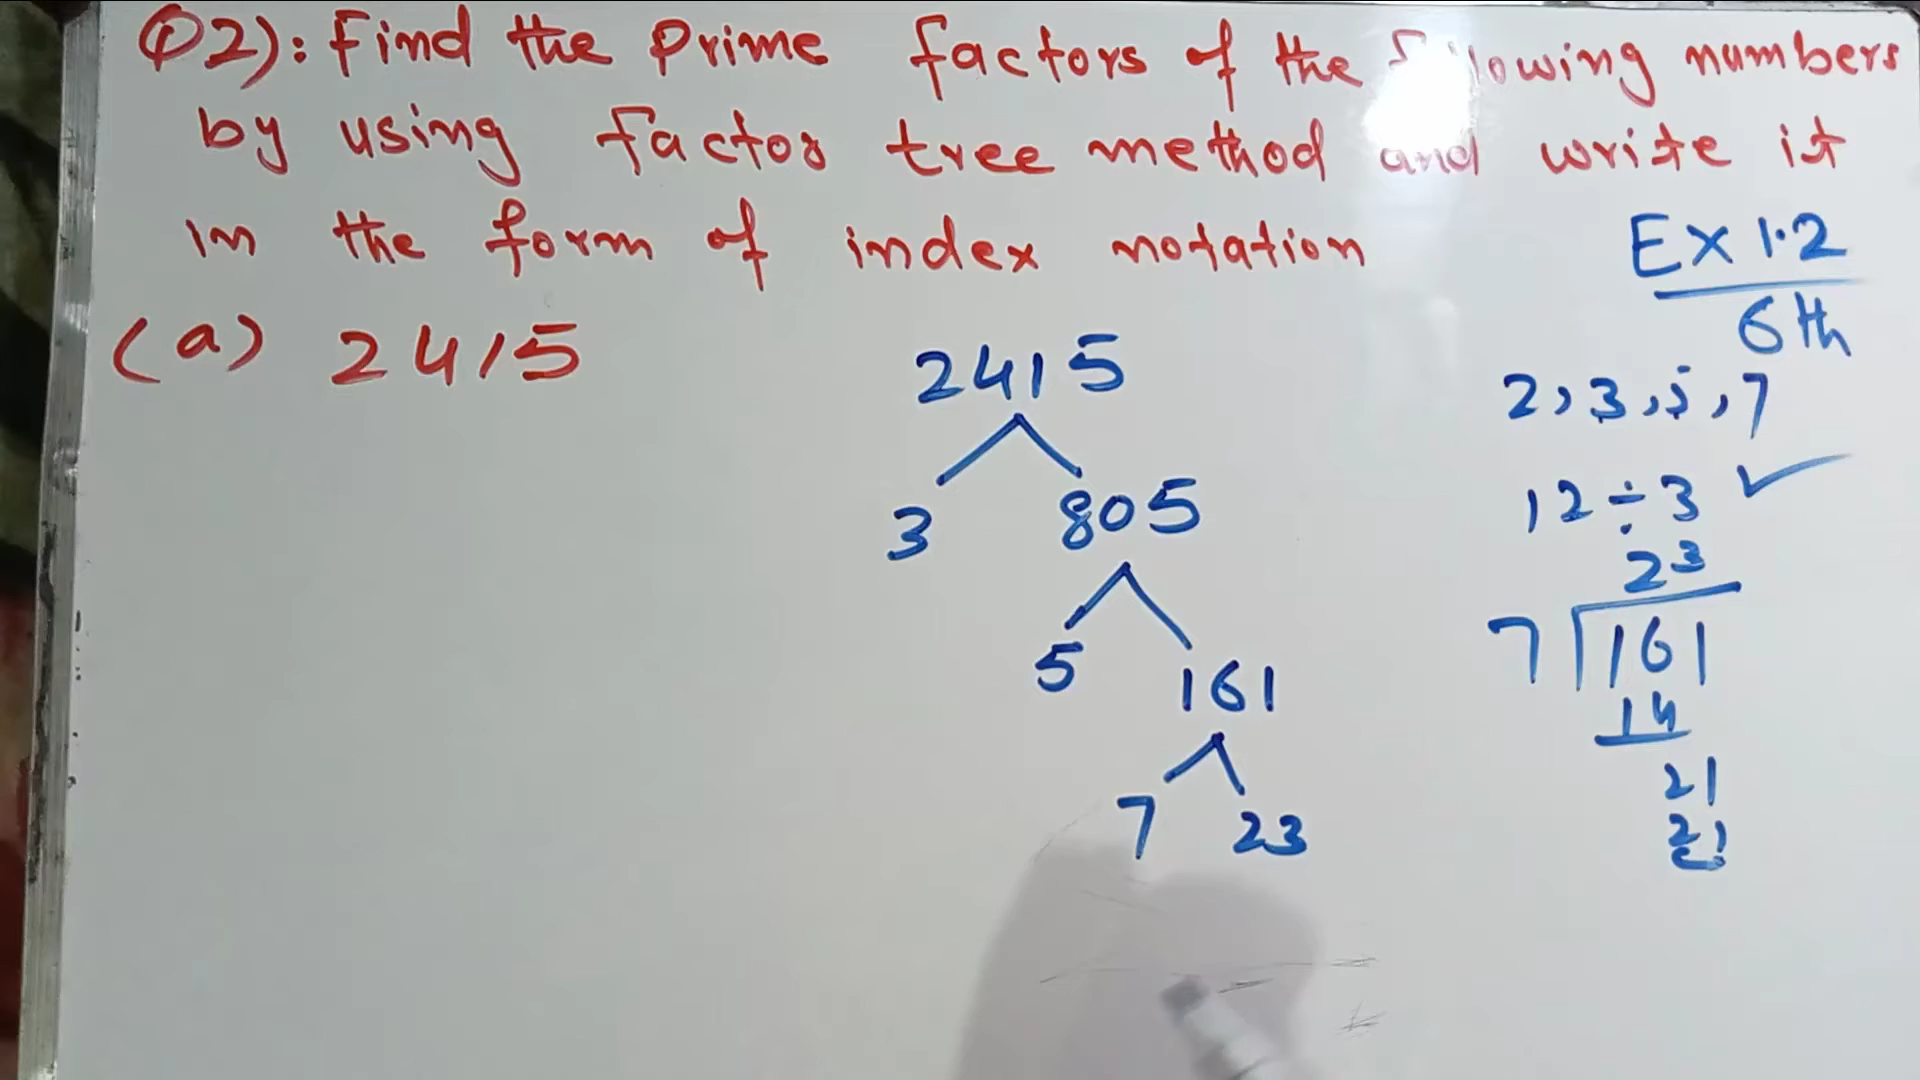 Q2): Find the Prime factors of the following numbers
by using factor tree method and write it
in the form of index notation
Ex 1.2
6th
(a) 2415
2415
3 805
5 161
7 23
2, 3, 5, 7
12 ÷ 3 ✓
23
7 161
14
21
21